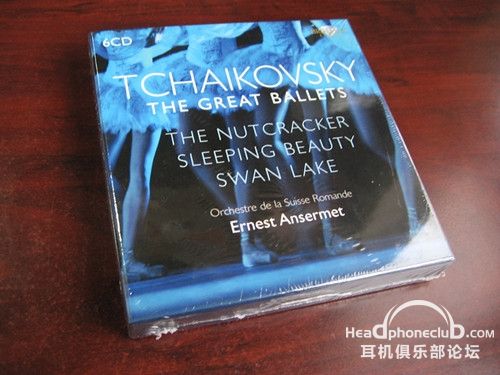 6CD
TCHAIKOVSKY
THE GREAT BALLETS
THE NUTCRACKER
SLEEPING BEAUTY
SWAN LAKE
Orchestre de la Suisse Romande
Ernest Ansermet
Headphoneclub.com
耳机俱乐部论坛